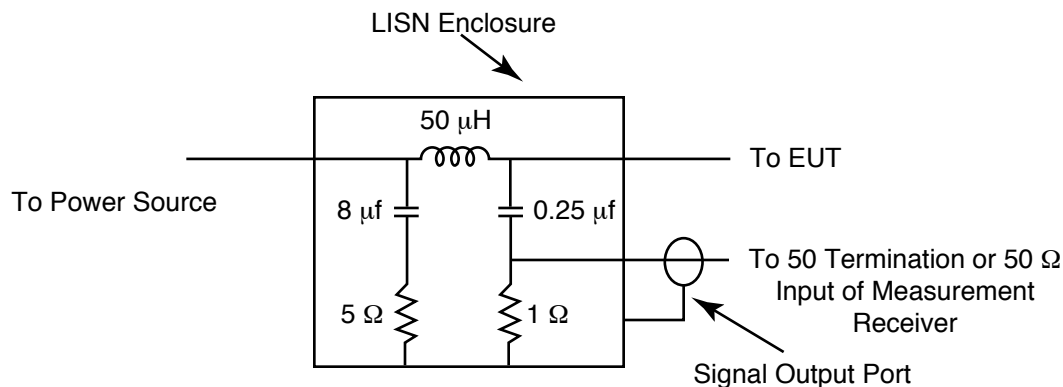 LISN Enclosure
50 μH
To EUT
To Power Source
8 μf
0.25 μf
To 50 Termination or 50 Ω
Input of Measurement
Receiver
5 Ω
1 Ω
Signal Output Port